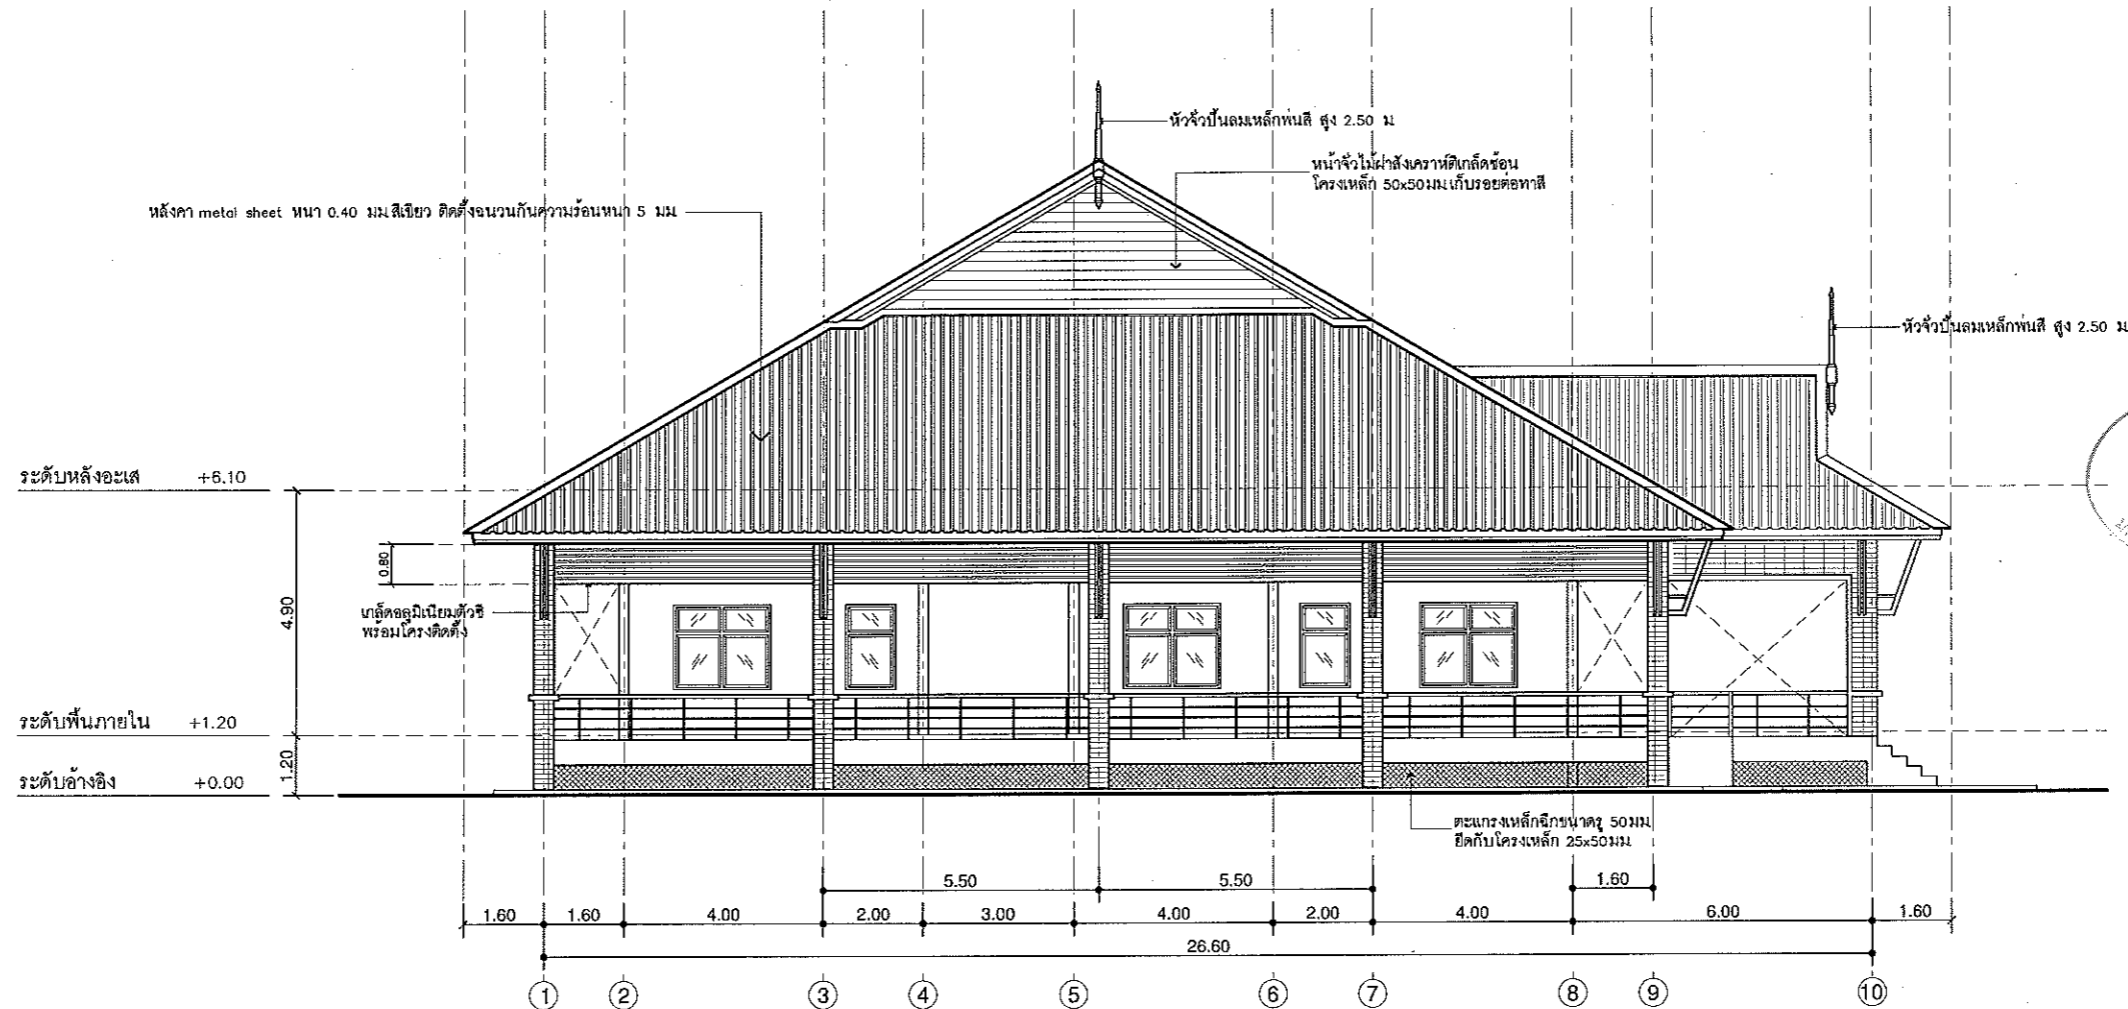 หัวจั่วปั้นลมเหล็กพ่นสี สูง 2.50 ม
หน้าจั่วไม้ฝาสังเคราห์ตีเกล็ดซ้อน
โครงเหล็ก 50x50มม.เก็บรอยต่อทาสี
หลังคา metal sheet หนา 0.40 มม.สีเขียว ติดตั้งฉนวนกันความร้อนหนา 5 มม.
หัวจั่วปั้นลมเหล็กพ่นสี สูง 2.50 ม
ระดับหลังอะเส +6.10
0.80
4.90
เกล็ดอลูมิเนียมตัวซี
พร้อมโครงติดตั้ง
ระดับพื้นภายใน +1.20
1.20
ระดับอ้างอิง +0.00
ตะแกรงเหล็กฉีกขนาดรู 50มม.
ยึดกับโครงเหล็ก 25x50มม.
5.50 5.50 1.60
1.60 1.60 4.00 2.00 3.00 4.00 2.00 4.00 6.00 1.60
26.60
1 2 3 4 5 6 7 8 9 10